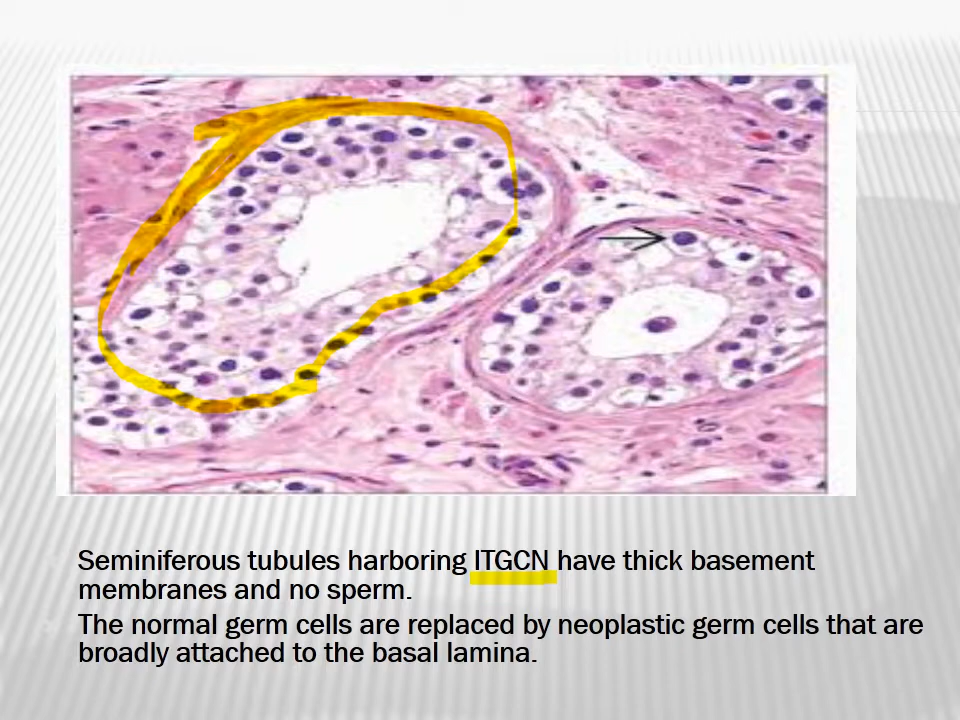 Seminiferous tubules harboring ITGCN have thick basement
membranes and no sperm.
The normal germ cells are replaced by neoplastic germ cells that are
broadly attached to the basal lamina.